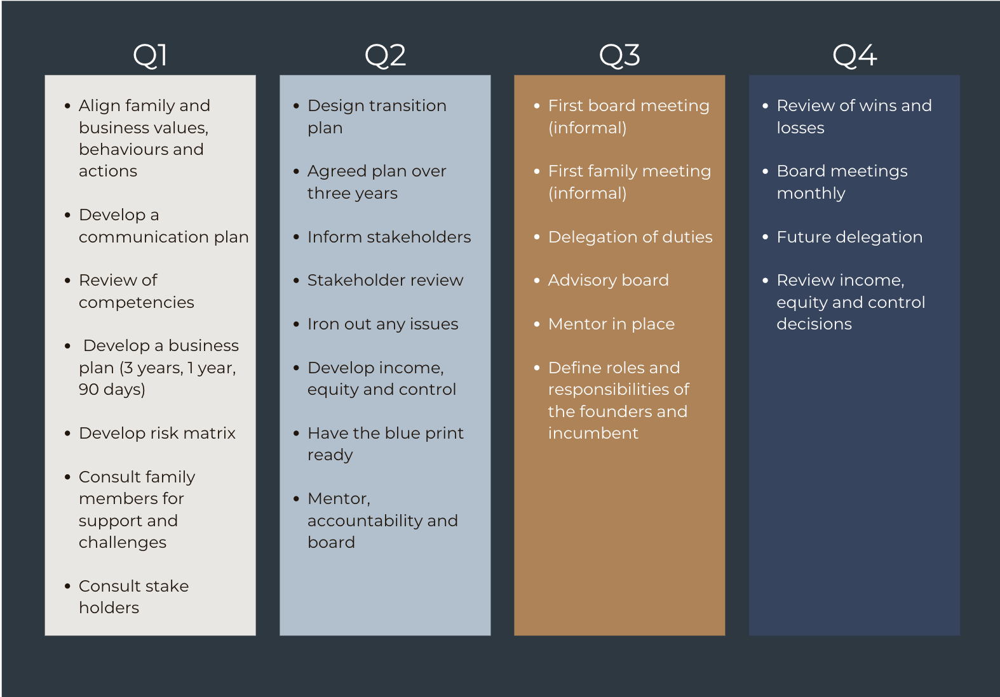 Q1
• Align family and
business values,
behaviours and
actions
• Develop a
communication plan
• Review of
competencies
• Develop a business
plan (3 years, 1 year,
90 days)
• Develop risk matrix
• Consult family
members for
support and
challenges
• Consult stake
holders
Q2
• Design transition
plan
• Agreed plan over
three years
• Inform stakeholders
• Stakeholder review
• Iron out any issues
• Develop income,
equity and control
• Have the blue print
ready
• Mentor,
accountability and
board
Q3
• First board meeting
(informal)
• First family meeting
(informal)
• Delegation of duties
• Advisory board
• Mentor in place
• Define roles and
responsibilities of
the founders and
incumbent
Q4
• Review of wins and
losses
• Board meetings
monthly
• Future delegation
• Review income,
equity and control
decisions